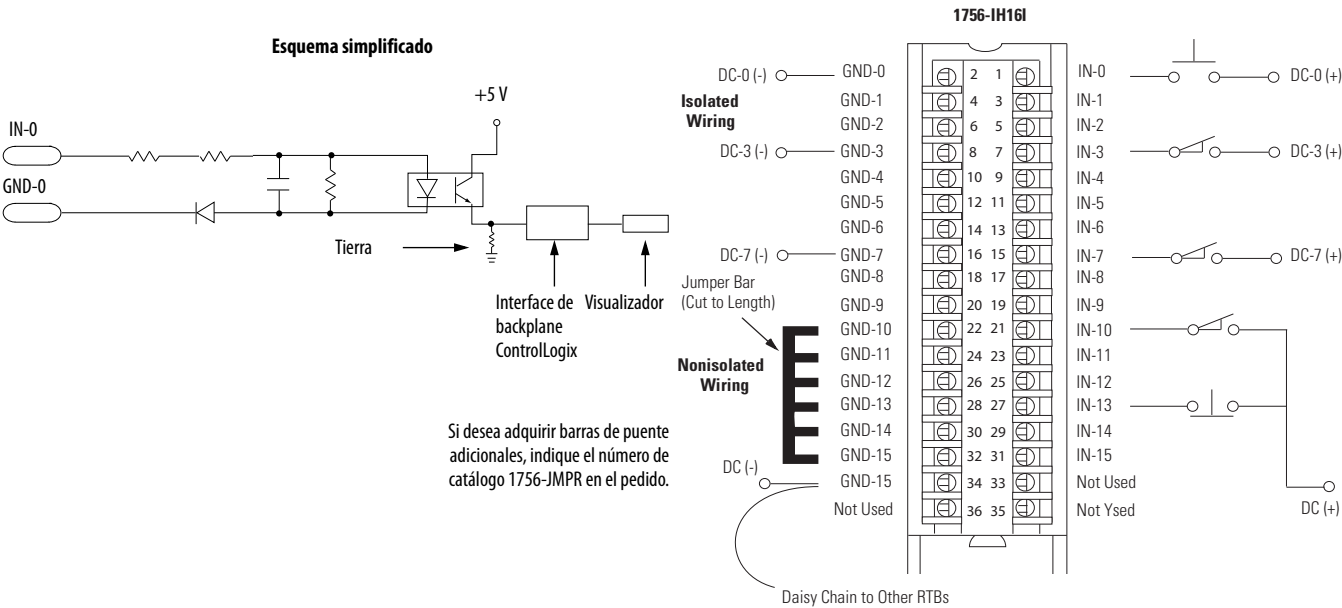 1756-IH16I
Esquema simplificado
+5 V
IN-0
GND-0
Tierra
Interface de
backplane
ControlLogix
Visualizador
Si desea adquirir barras de puente
adicionales, indique el número de
catálogo 1756-JMPR en el pedido.
Isolated
Wiring
Jumper Bar
(Cut to Length)
Nonisolated
Wiring
DC-0 (-) GND-0 2 1 IN-0 DC-0 (+)
GND-1 4 3 IN-1
GND-2 6 5 IN-2
DC-3 (-) GND-3 8 7 IN-3 DC-3 (+)
GND-4 10 9 IN-4
GND-5 12 11 IN-5
GND-6 14 13 IN-6
DC-7 (-) GND-7 16 15 IN-7 DC-7 (+)
GND-8 18 17 IN-8
GND-9 20 19 IN-9
GND-10 22 21 IN-10
GND-11 24 23 IN-11
GND-12 26 25 IN-12
GND-13 28 27 IN-13
GND-14 30 29 IN-14
GND-15 32 31 IN-15
DC (-) GND-15 34 33 Not Used
Not Used 36 35 Not Ysed DC (+)
Daisy Chain to Other RTBs